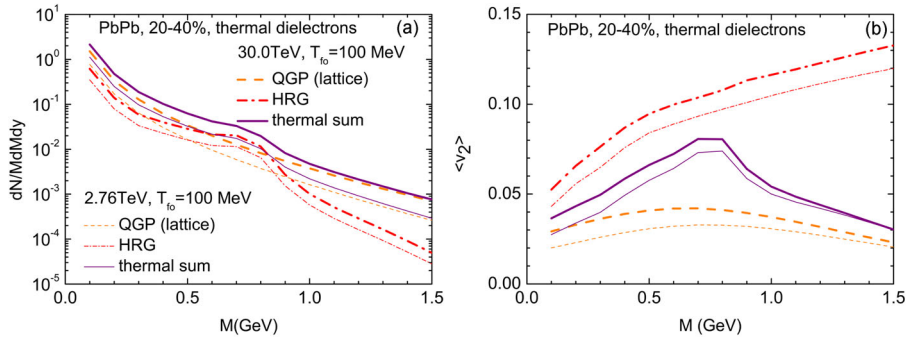 PbPb, 20-40%, thermal dielectrons
(a)
30.0TeV, T_fo=100 MeV
QGP (lattice)
HRG
thermal sum
2.76TeV, T_fo=100 MeV
QGP (lattice)
HRG
thermal sum
dN/MdMdy
10^1
10^0
10^-1
10^-2
10^-3
10^-4
10^-5
0.0 0.5 1.0 1.5
M(GeV)
PbPb, 20-40%, thermal dielectrons
(b)
<v_2>
0.15
0.10
0.05
0.00
0.0 0.5 1.0 1.5
M (GeV)